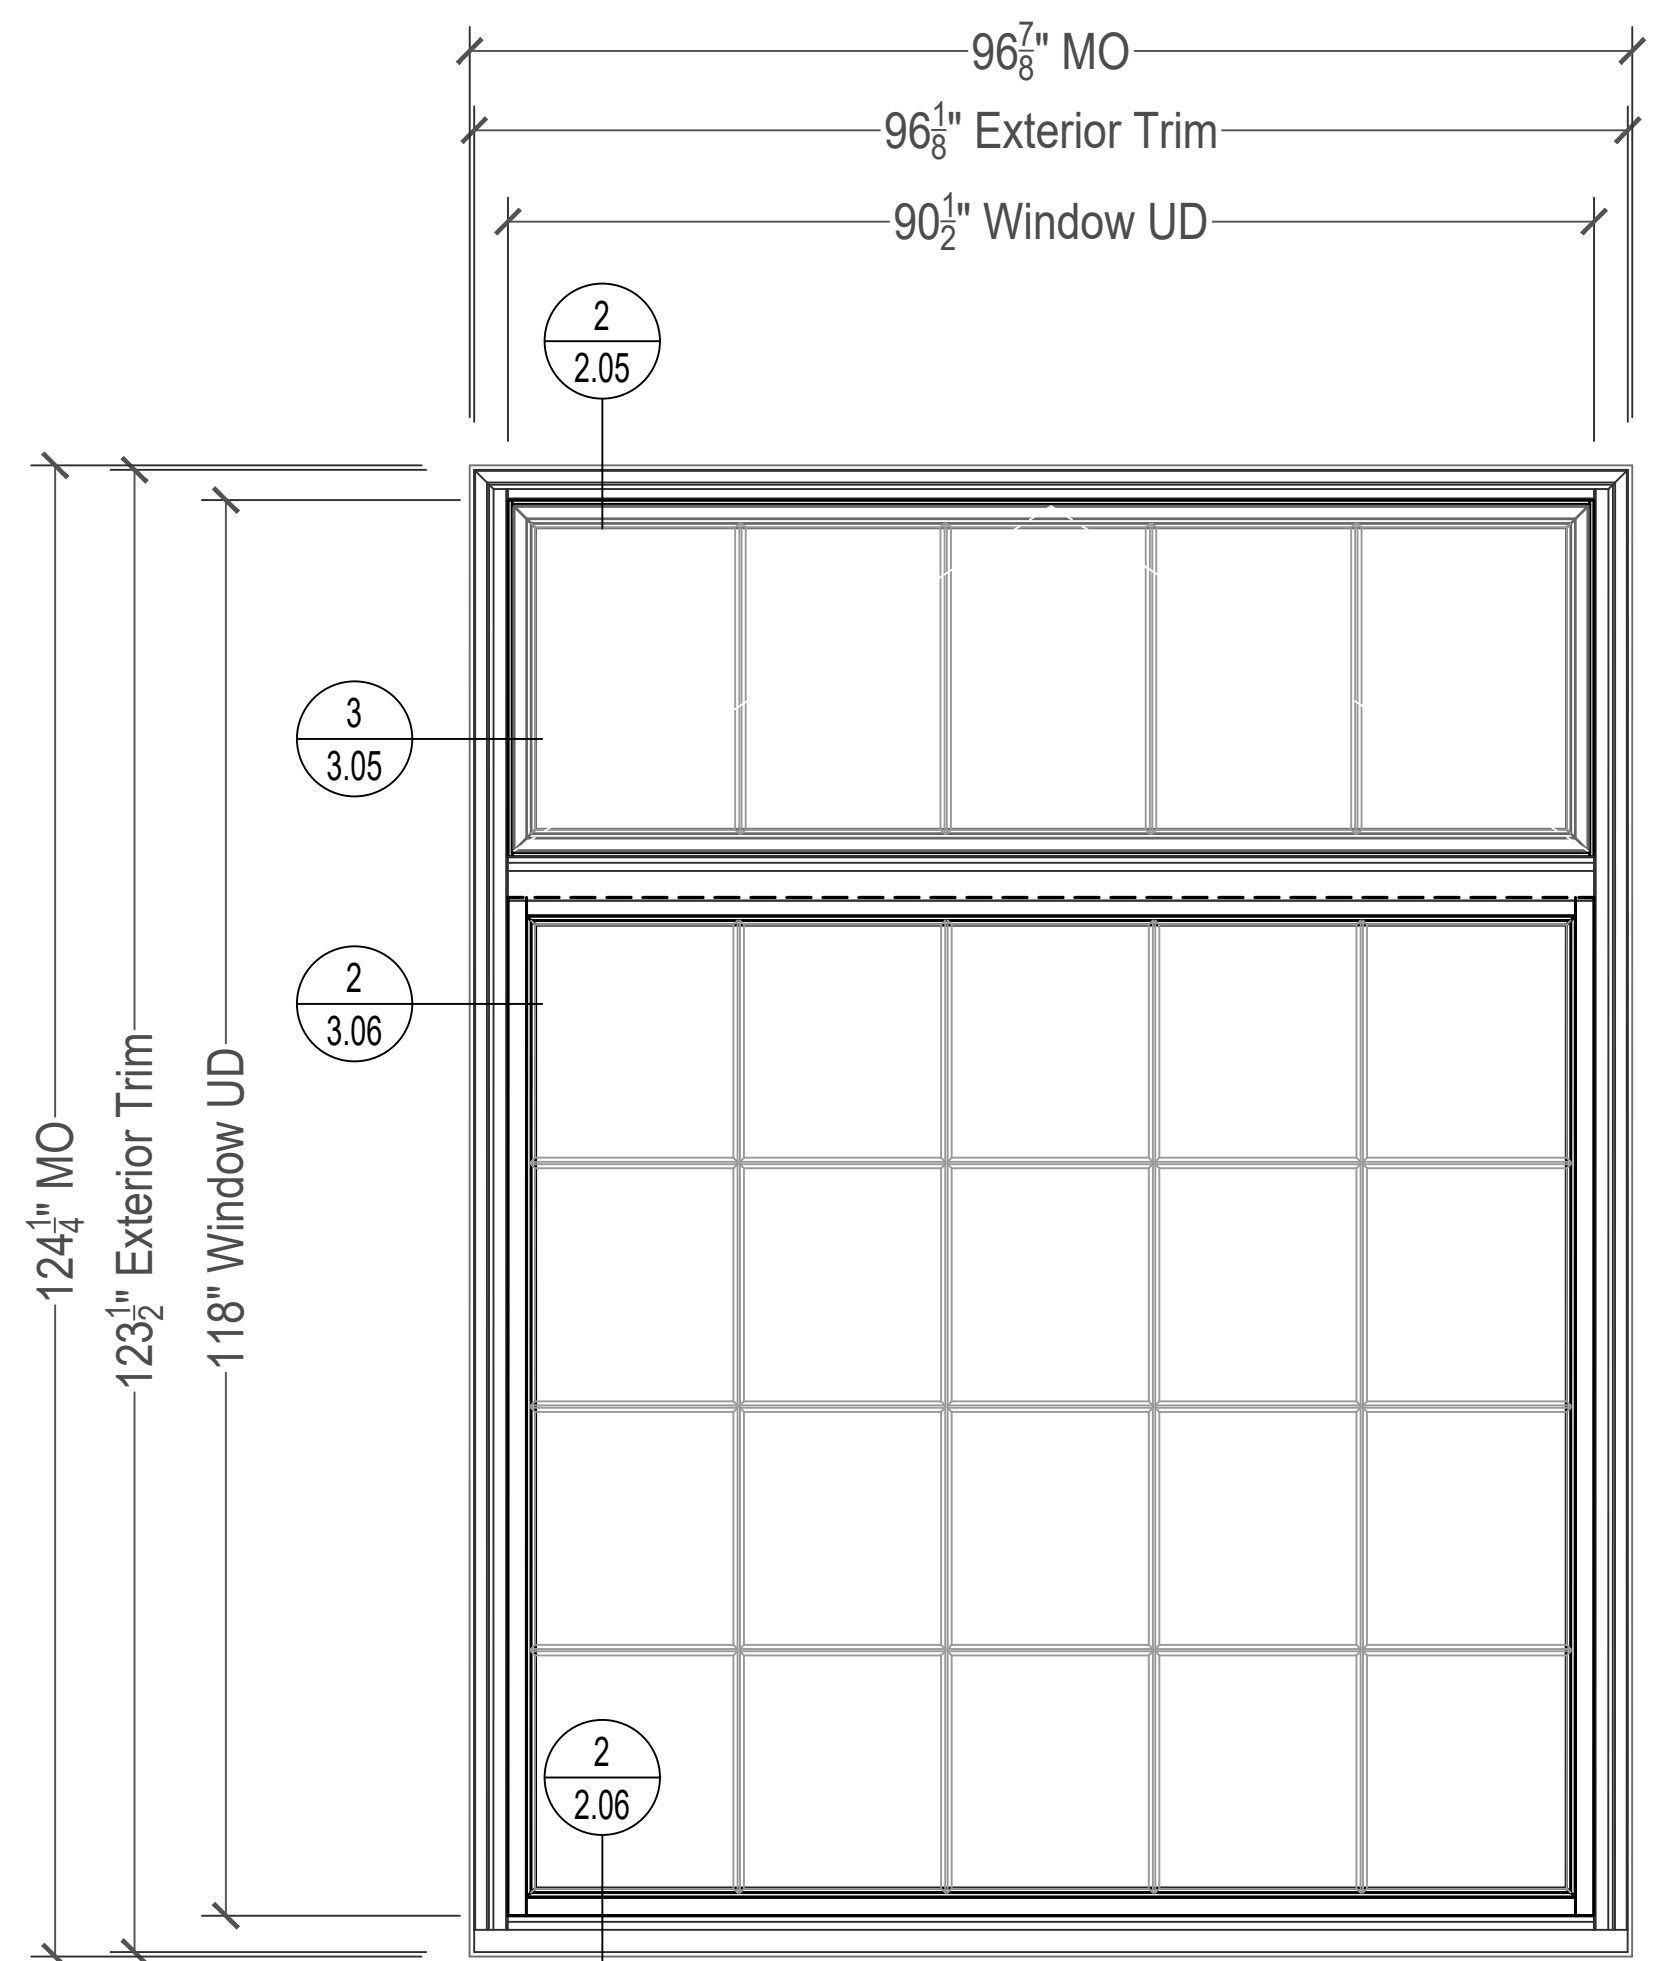 96 7/8" MO
96 1/8" Exterior Trim
90 1/2" Window UD
2
2.05
3
3.05
2
3.06
124 1/4" MO
123 1/2" Exterior Trim
118" Window UD
2
2.06